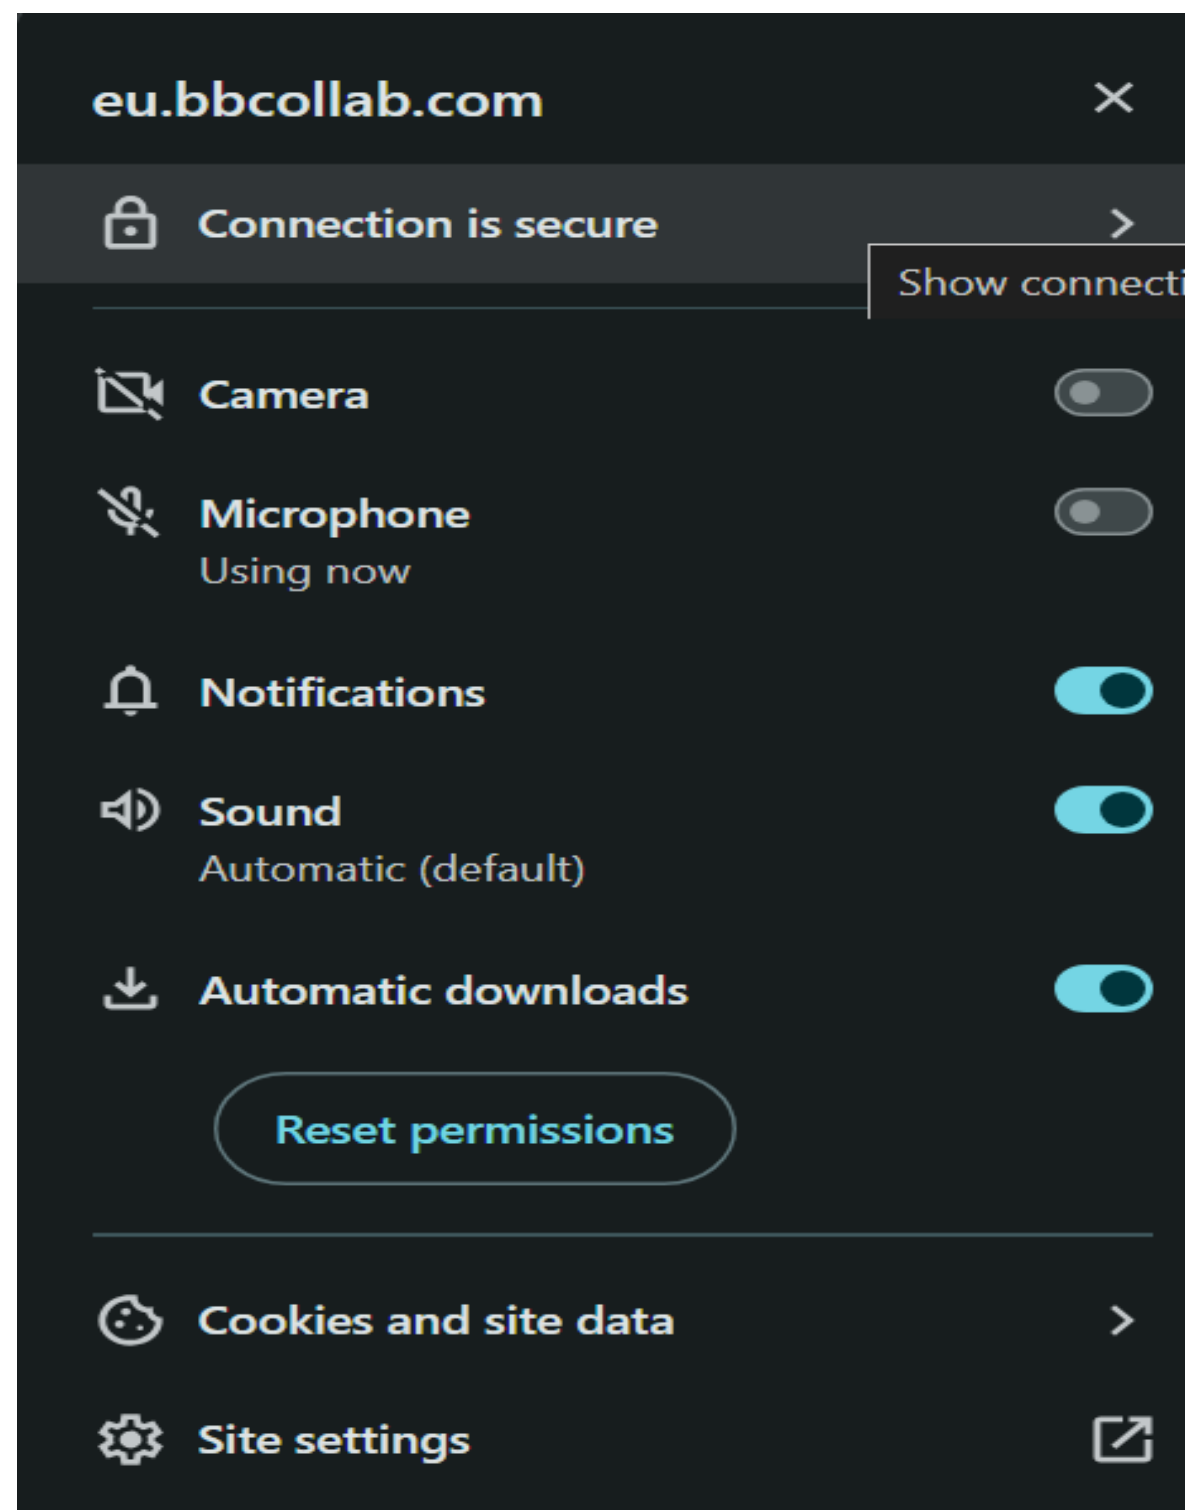 eu.bbcollab.com
Connection is secure
Show connecti
Camera
Microphone
Using now
Notifications
Sound
Automatic (default)
Automatic downloads
Reset permissions
Cookies and site data
Site settings